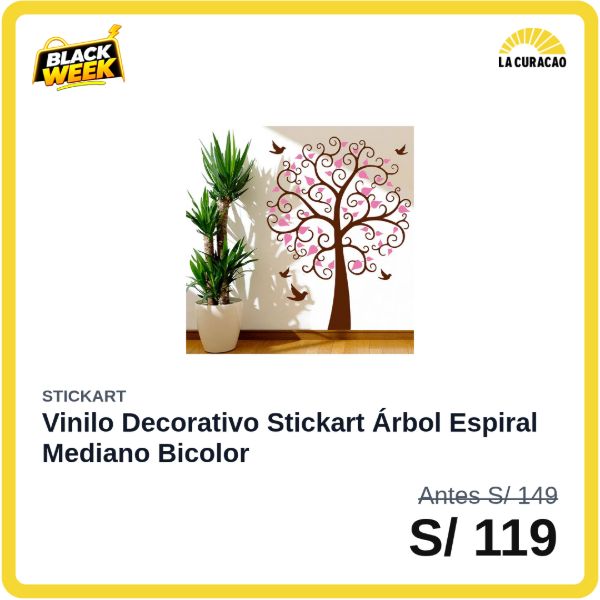 BLACK
WEEK
LA CURACAO
STICKART
Vinilo Decorativo Stickart Árbol Espiral
Mediano Bicolor
Antes S/ 149
S/ 119